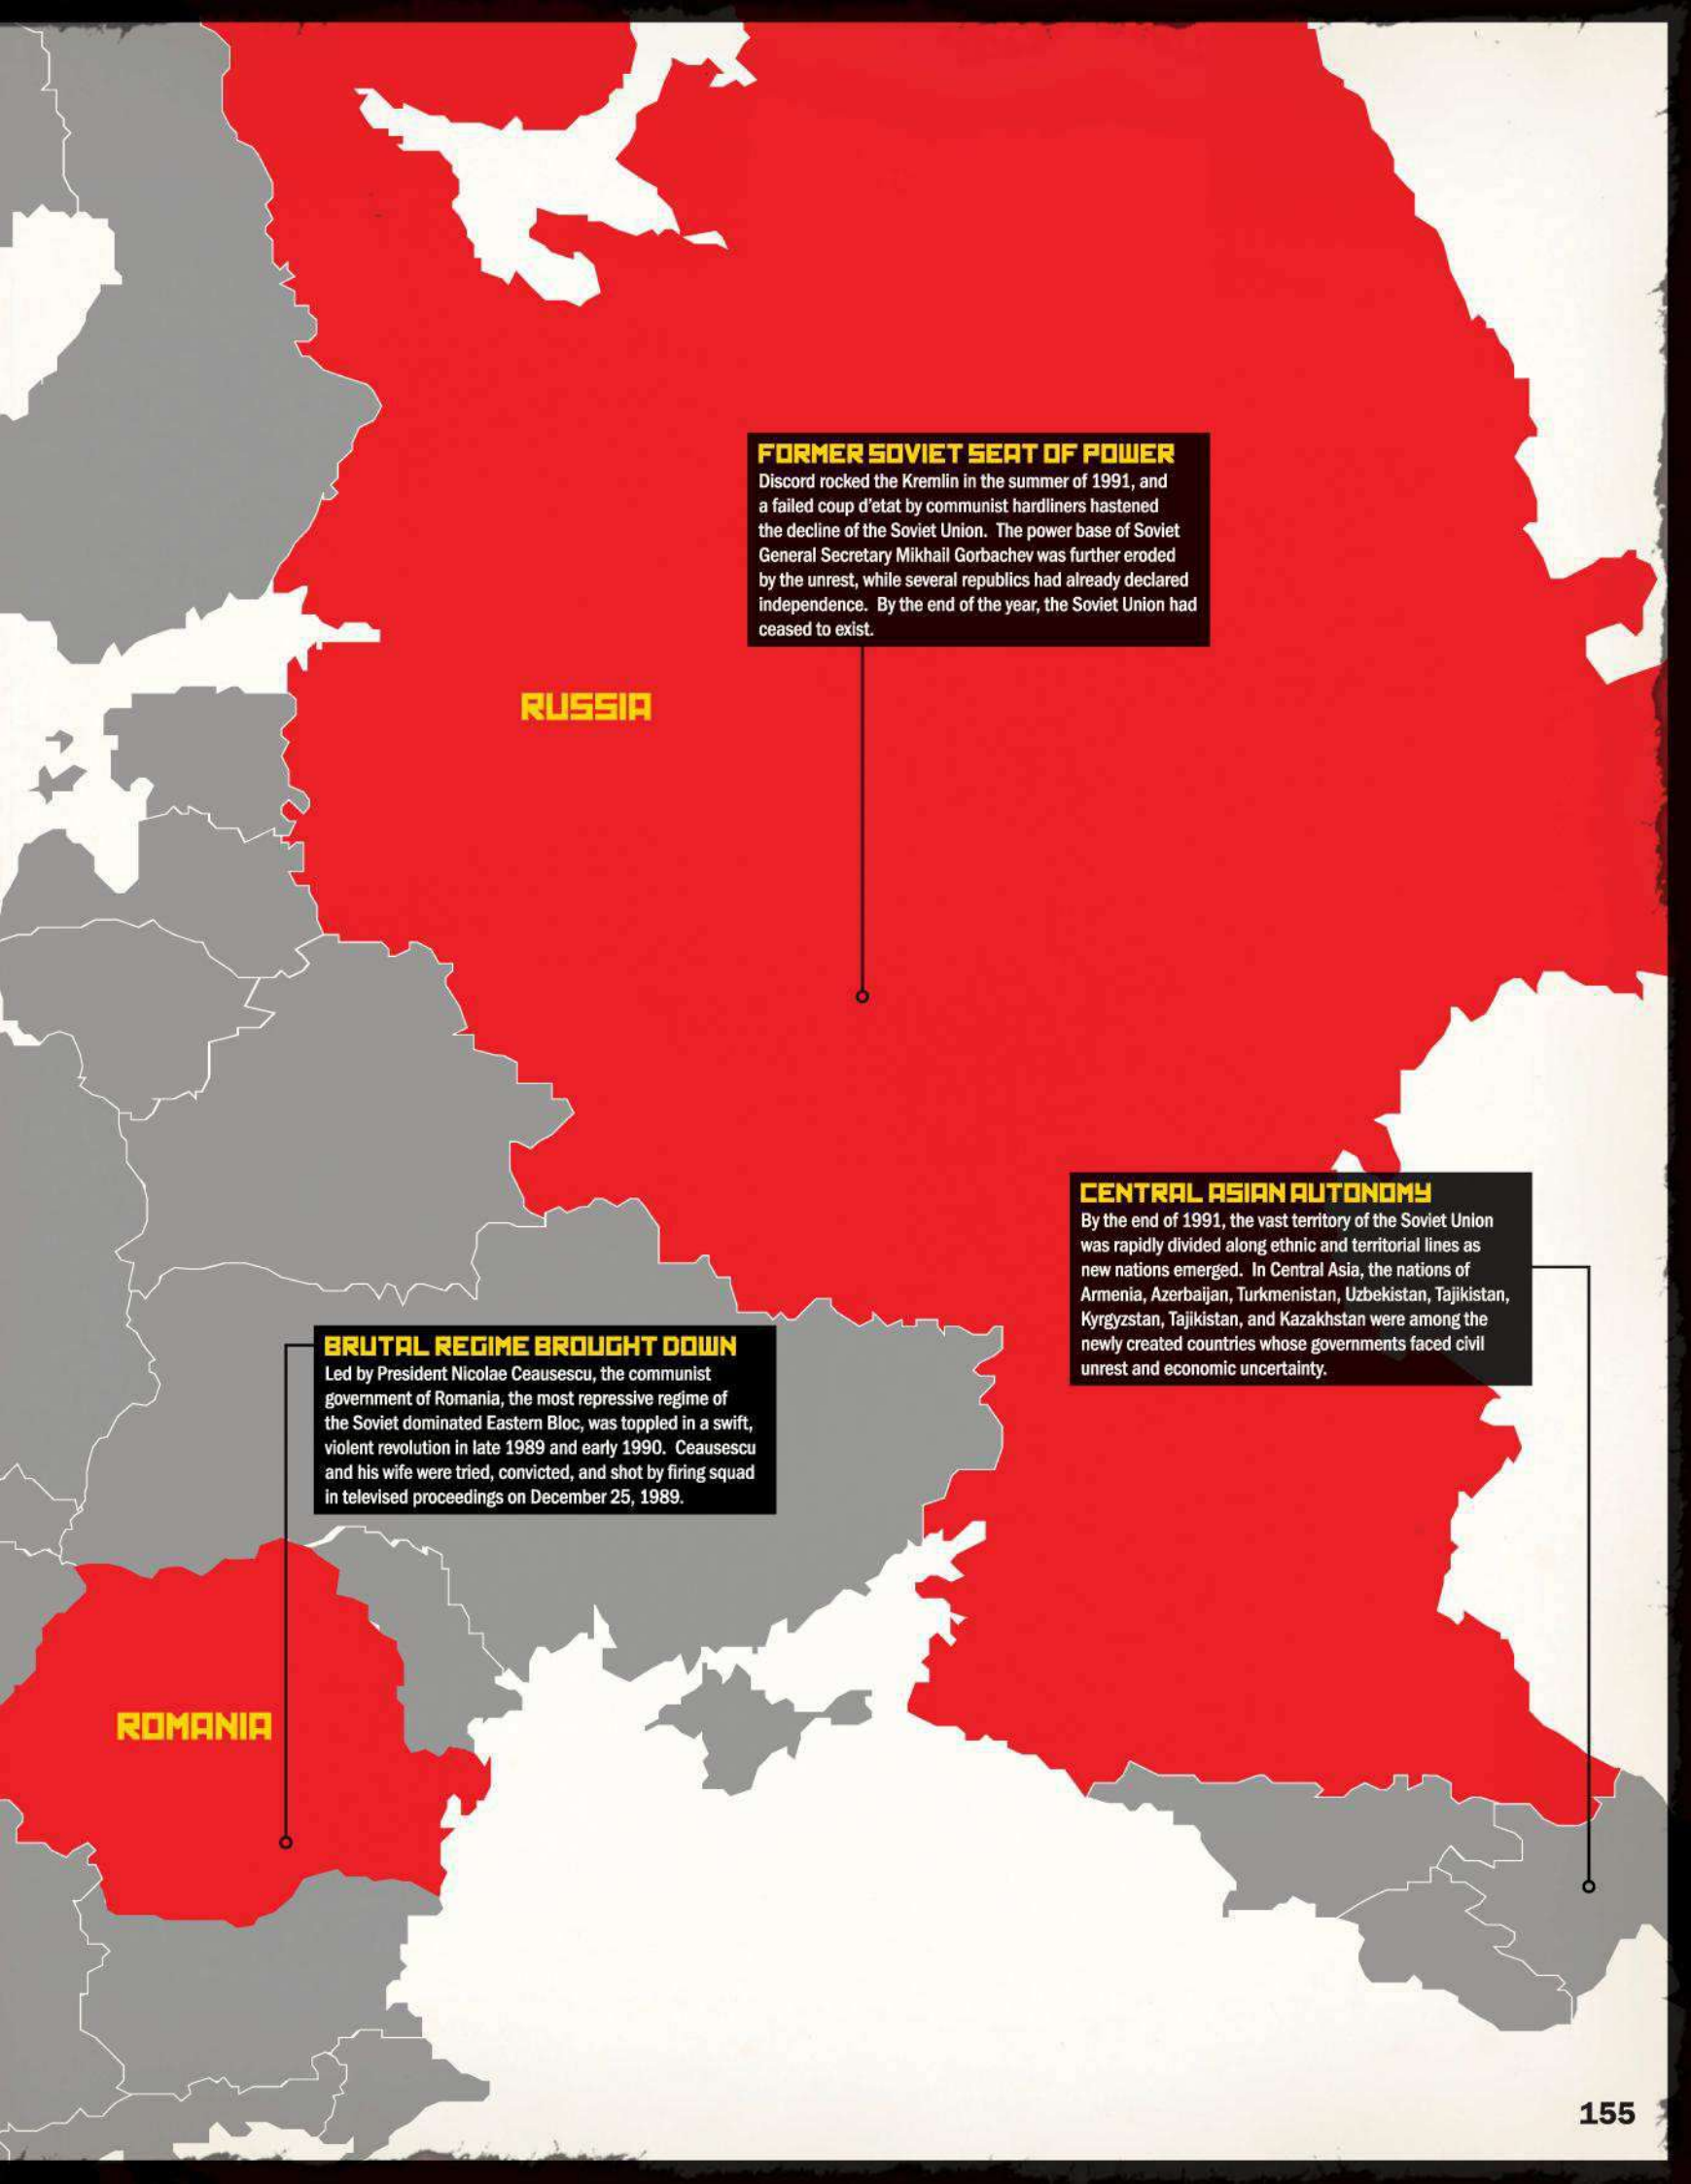 FORMER SOVIET SEAT OF POWER
Discord rocked the Kremlin in the summer of 1991, and
a failed coup d'etat by communist hardliners hastened
the decline of the Soviet Union. The power base of Soviet
General Secretary Mikhail Gorbachev was further eroded
by the unrest, while several republics had already declared
independence. By the end of the year, the Soviet Union had
ceased to exist.
RUSSIA
CENTRAL ASIAN AUTONOMY
By the end of 1991, the vast territory of the Soviet Union
was rapidly divided along ethnic and territorial lines as
new nations emerged. In Central Asia, the nations of
Armenia, Azerbaijan, Turkmenistan, Uzbekistan, Tajikistan,
Kyrgyzstan, Tajikistan, and Kazakhstan were among the
newly created countries whose governments faced civil
unrest and economic uncertainty.
BRUTAL REGIME BROUGHT DOWN
Led by President Nicolae Ceausescu, the communist
government of Romania, the most repressive regime of
the Soviet dominated Eastern Bloc, was toppled in a swift,
violent revolution in late 1989 and early 1990. Ceausescu
and his wife were tried, convicted, and shot by firing squad
in televised proceedings on December 25, 1989.
ROMANIA
155